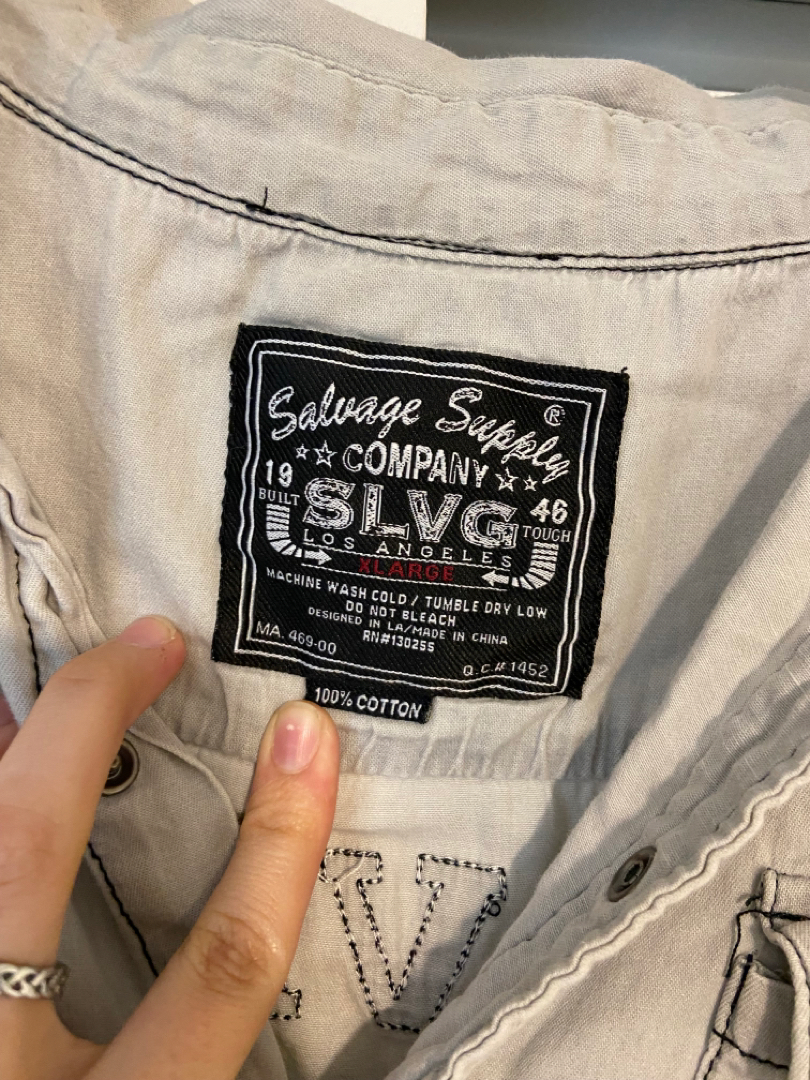 Salvage Supply ®
COMPANY
19 46
BUILT TOUGH
SLVG
LOS ANGELES
XLARGE
MACHINE WASH COLD / TUMBLE DRY LOW
DO NOT BLEACH
DESIGNED IN LA/MADE IN CHINA
RN#130255
MA. 469-00
Q.C.# 1452
100% COTTON
LV